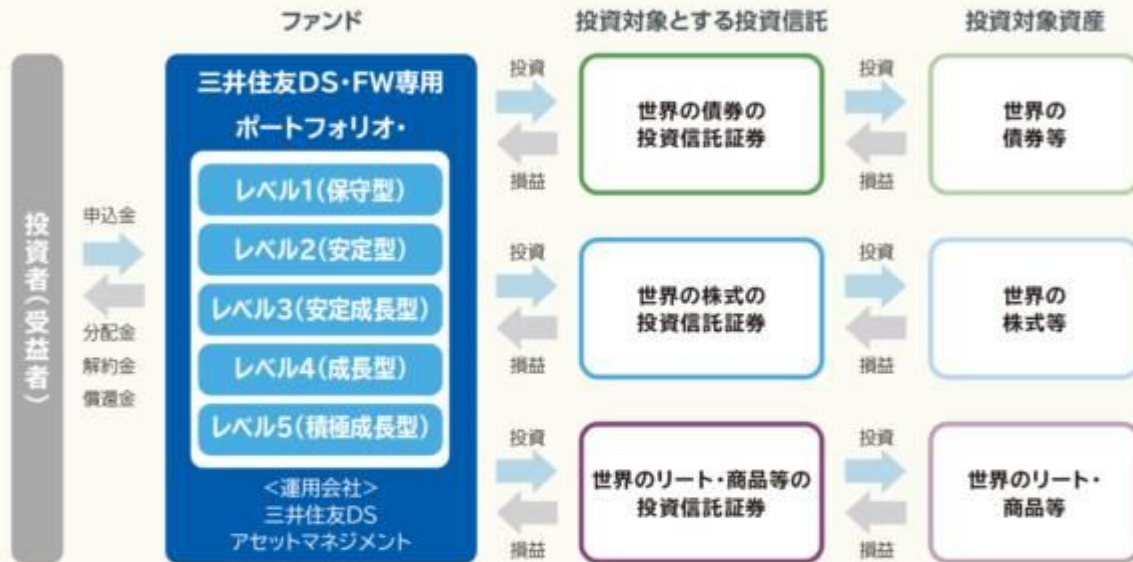 ファンド
投資対象とする投資信託
投資対象資産
投資者(受益者)
申込金
分配金
解約金
償還金
三井住友DS・FW専用
ポートフォリオ・
レベル1(保守型)
レベル2(安定型)
レベル3(安定成長型)
レベル4(成長型)
レベル5(積極成長型)
<運用会社>
三井住友DS
アセットマネジメント
投資
損益
世界の債券の
投資信託証券
投資
損益
世界の
債券等
投資
損益
世界の株式の
投資信託証券
投資
損益
世界の
株式等
投資
損益
世界のリート・商品等の
投資信託証券
投資
損益
世界のリート・
商品等